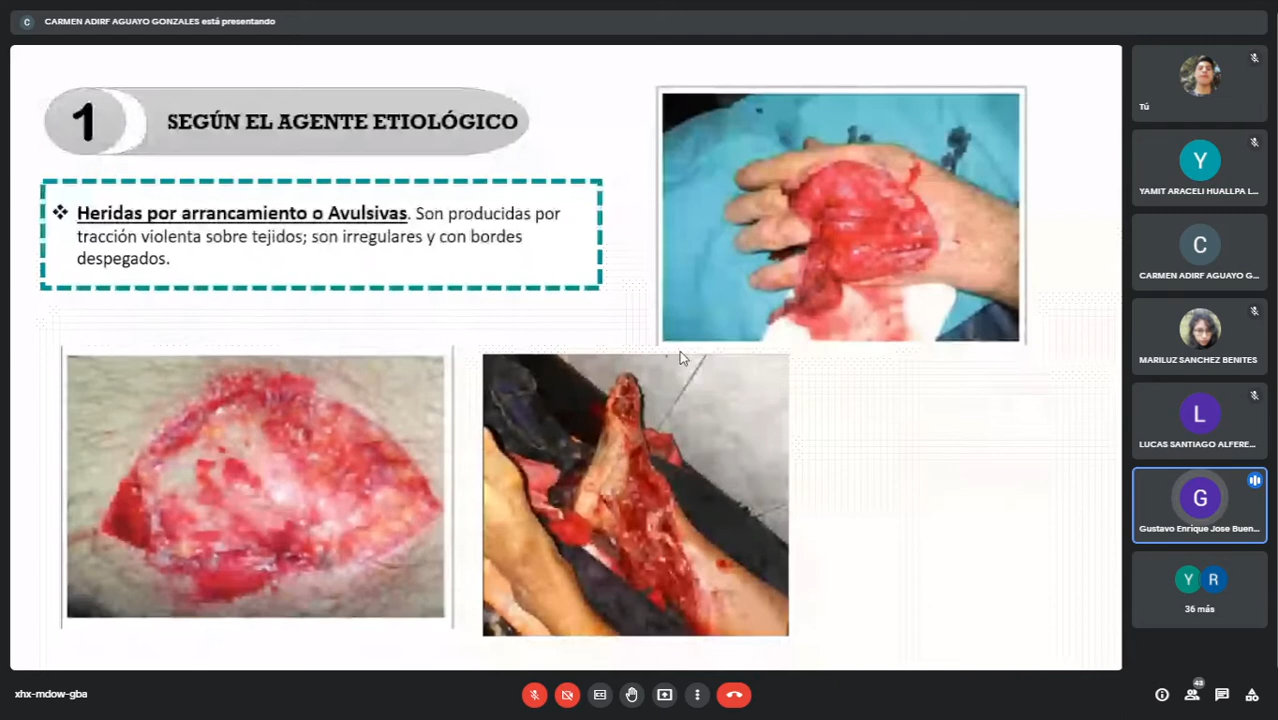 C CARMEN ADIRF AGUAYO GONZALES está presentando
1 SEGÚN EL AGENTE ETIOLÓGICO
❖ Heridas por arrancamiento o Avulsivas. Son producidas por
tracción violenta sobre tejidos; son irregulares y con bordes
despegados.
Tú
Y
YAMIT ARACELI HUALLPA L...
C
CARMEN ADIRF AGUAYO G...
MARILUZ SANCHEZ BENITES
L
LUCAS SANTIAGO ALFERE...
G
Gustavo Enrique Jose Buen...
Y R
36 más
xhx-mdow-gba
43